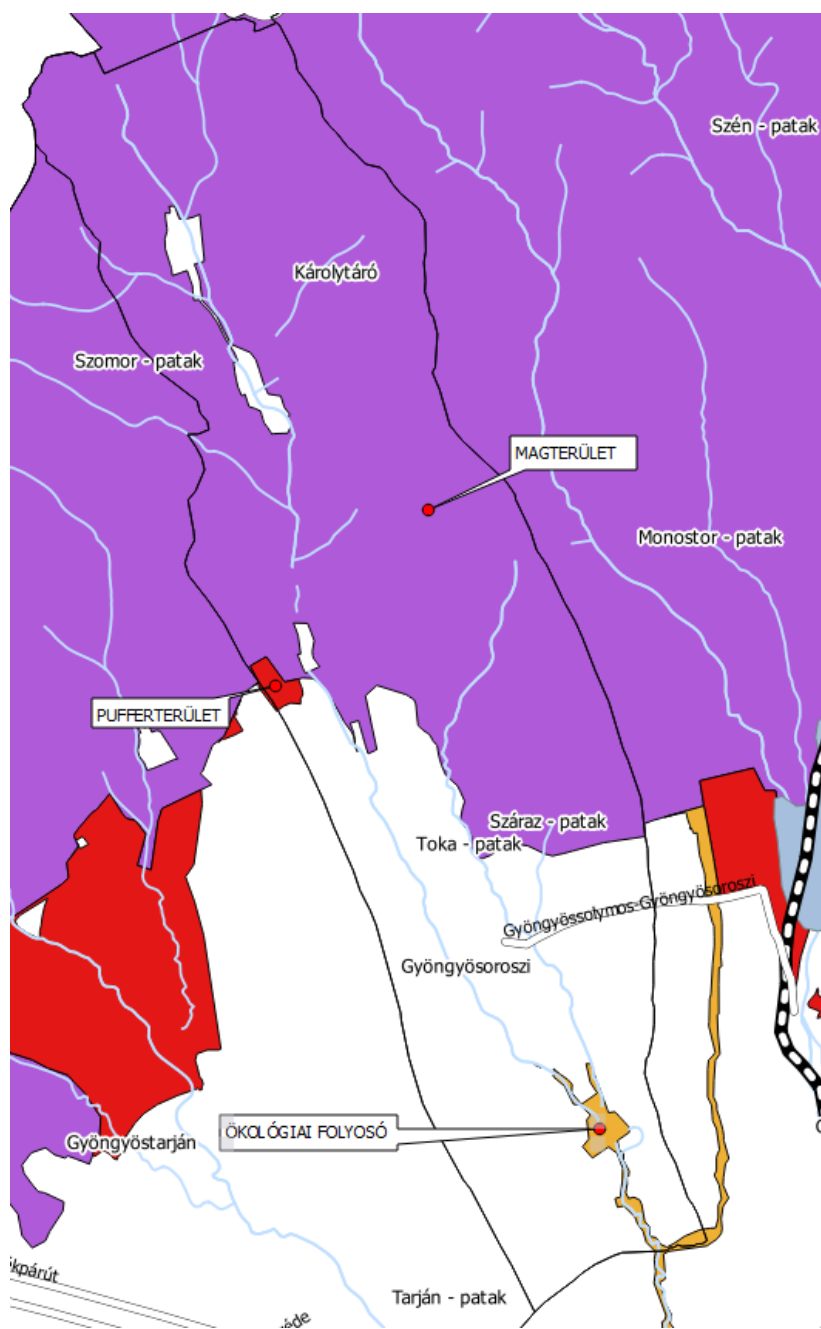 Szén - patak
Károlytáró
Szomor - patak
MAGTERÜLET
Monostor - patak
PUFFERTERÜLET
Száraz - patak
Toka - patak
Gyöngyössolymos-Gyöngyösoroszi
Gyöngyösoroszi
ÖKOLÓGIAI FOLYOSÓ
Gyöngyöstarján
Tarján - patak